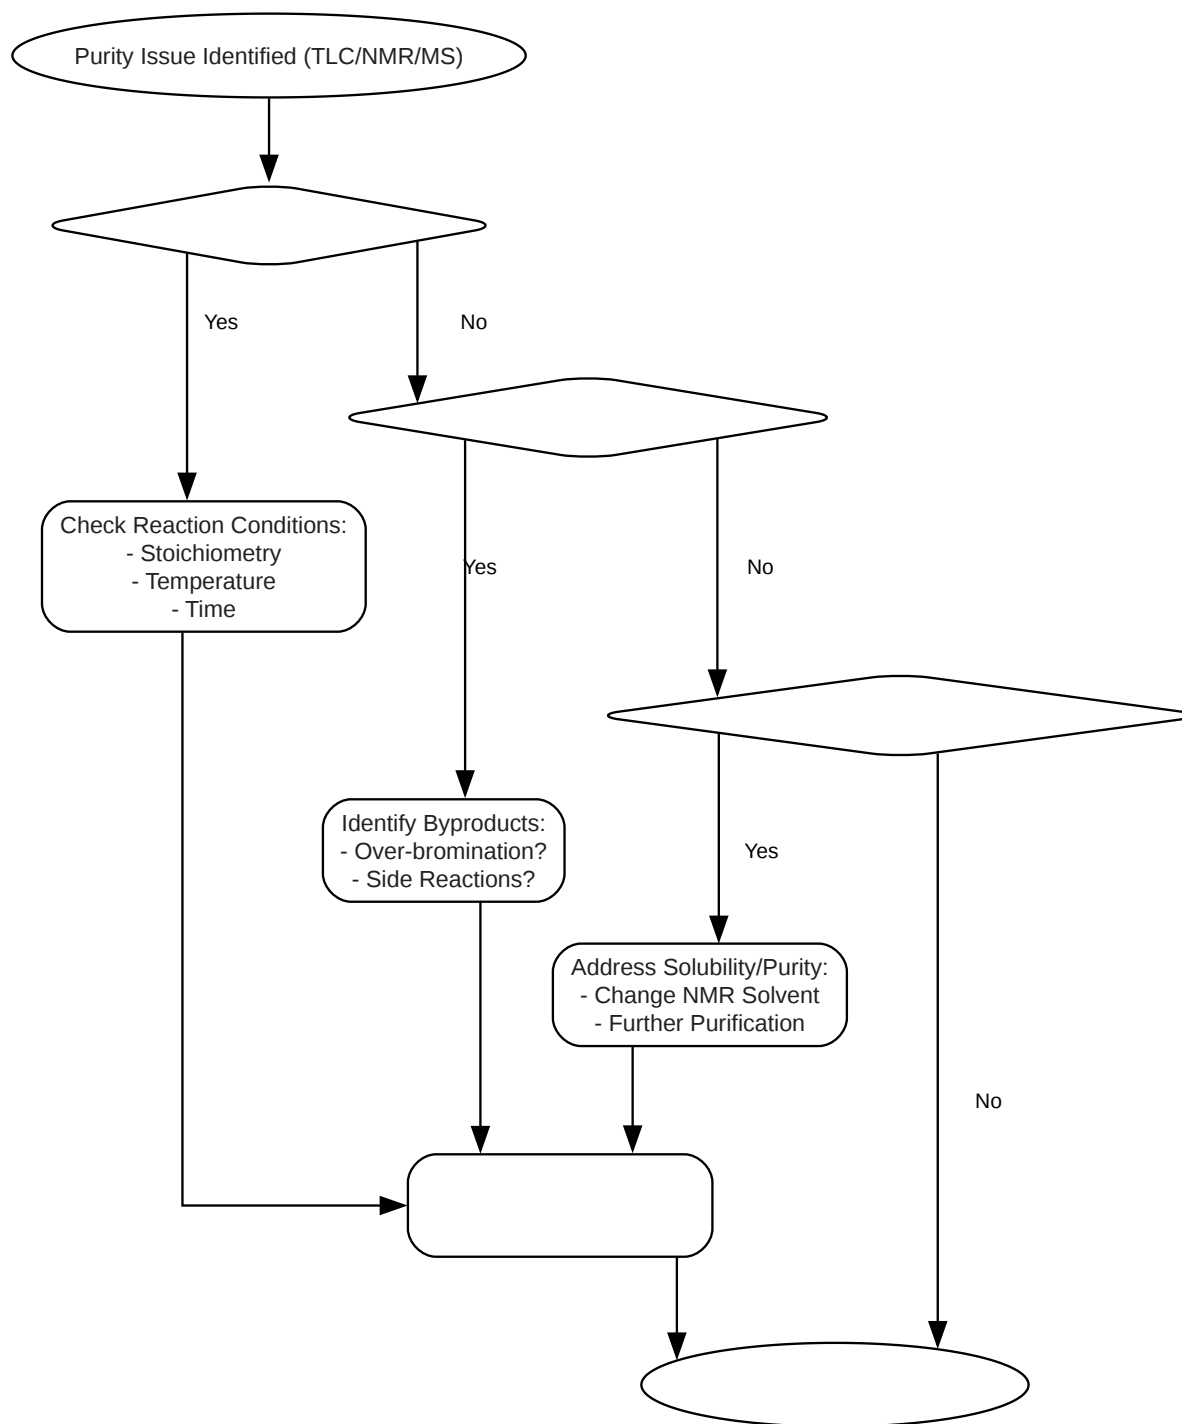 Purity Issue Identified (TLC/NMR/MS)
Yes
No
Check Reaction Conditions:
- Stoichiometry
- Temperature
- Time
Yes
No
Identify Byproducts:
- Over-bromination?
- Side Reactions?
Yes
Address Solubility/Purity:
- Change NMR Solvent
- Further Purification
No